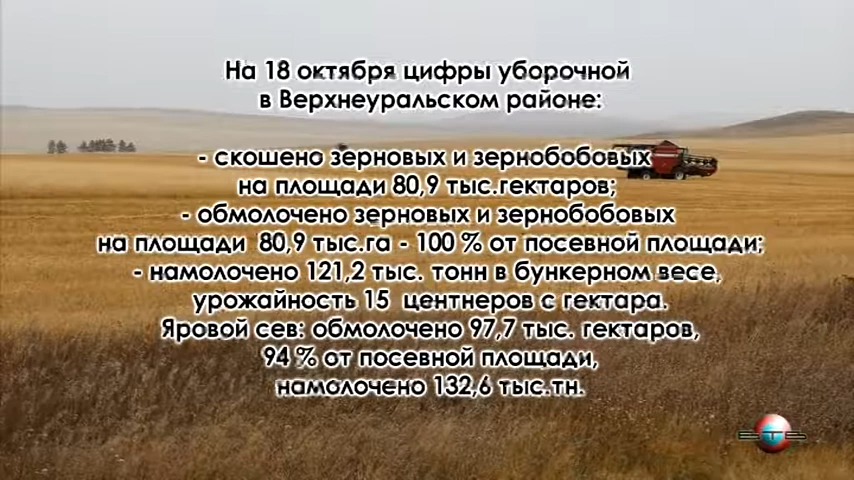 На 18 октября цифры уборочной
в Верхнеуральском районе:
- скошено зерновых и зернобобовых
на площади 80,9 тыс.гектаров;
- обмолочено зерновых и зернобобовых
на площади 80,9 тыс.га - 100 % от посевной площади;
- намолочено 121,2 тыс. тонн в бункерном весе,
урожайность 15 центнеров с гектара.
Яровой сев: обмолочено 97,7 тыс. гектаров,
94 % от посевной площади,
намолочено 132,6 тыс.тн.